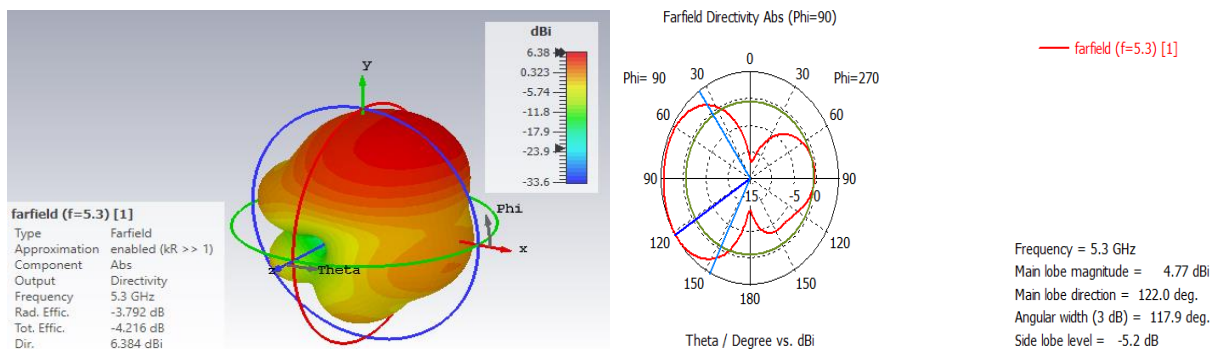 dBi
6.38
0.323
-5.74
-11.8
-17.9
-23.9
-33.6
y
Phi
x
z
Theta
farfield (f=5.3) [1]
Type Farfield
Approximation enabled (kR >> 1)
Component Abs
Output Directivity
Frequency 5.3 GHz
Rad. Effic. -3.792 dB
Tot. Effic. -4.216 dB
Dir. 6.384 dBi
Farfield Directivity Abs (Phi=90)
0
Phi= 90 30 30 Phi=270
60 60
90 -15 -5 0 90
120 120
150 150
180
Theta / Degree vs. dBi
farfield (f=5.3) [1]
Frequency = 5.3 GHz
Main lobe magnitude = 4.77 dBi
Main lobe direction = 122.0 deg.
Angular width (3 dB) = 117.9 deg.
Side lobe level = -5.2 dB